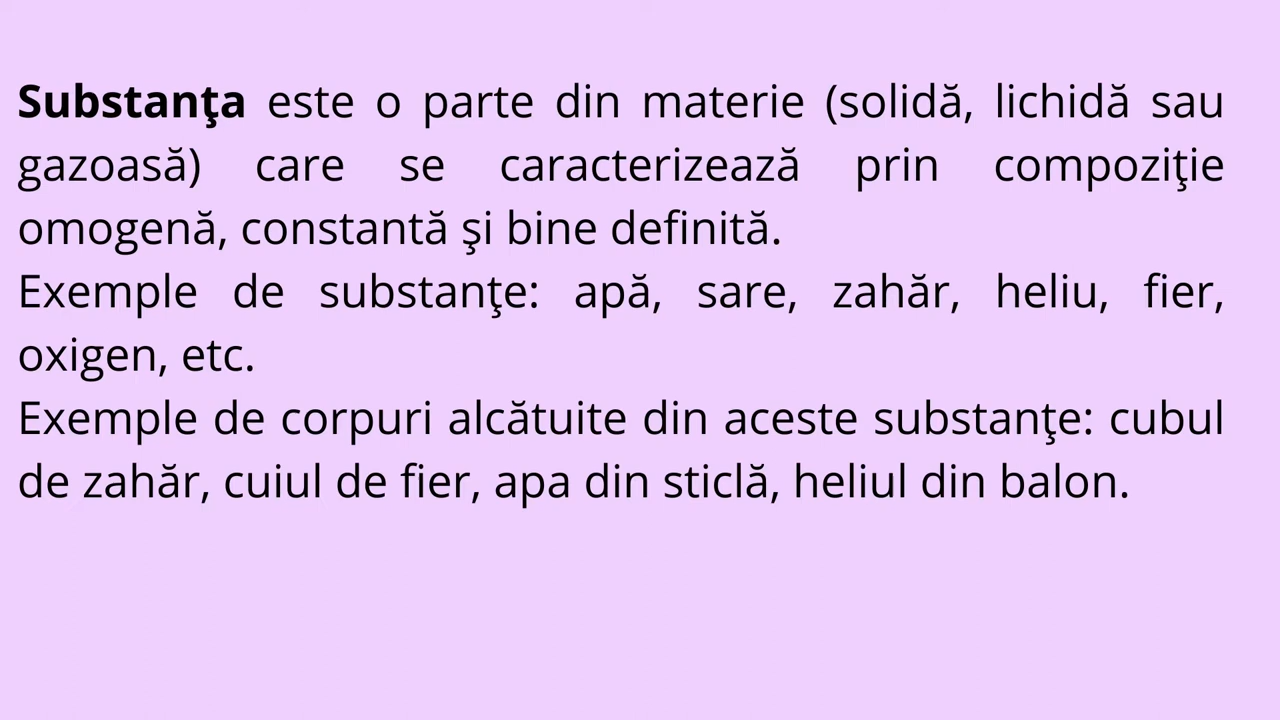 Substanţa este o parte din materie (solidă, lichidă sau
gazoasă) care se caracterizează prin compoziţie
omogenă, constantă şi bine definită.
Exemple de substanţe: apă, sare, zahăr, heliu, fier,
oxigen, etc.
Exemple de corpuri alcătuite din aceste substanţe: cubul
de zahăr, cuiul de fier, apa din sticlă, heliul din balon.